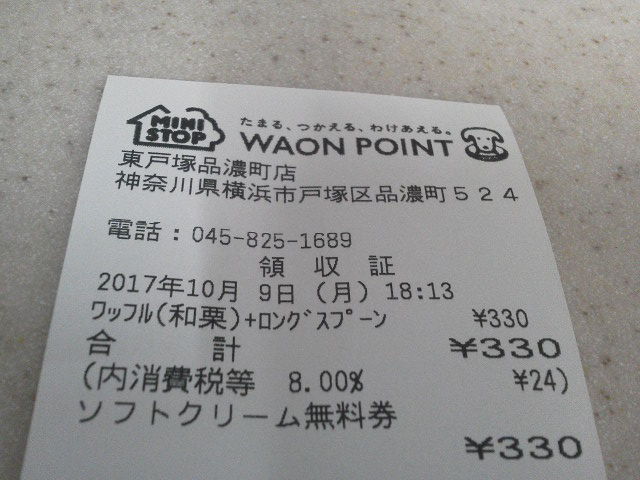 MINI STOP
たまる、つかえる、わけあえる。
WAON POINT
東戸塚品濃町店
神奈川県横浜市戸塚区品濃町５２４
電話：045-825-1689
領収証
2017年10月 9日（月）18:13
ﾜｯﾌﾙ(和栗)+ﾛﾝｸﾞｽﾌﾟｰﾝ ¥330
合計 ¥330
(内消費税等 8.00% ¥24)
ソフトクリーム無料券
¥330